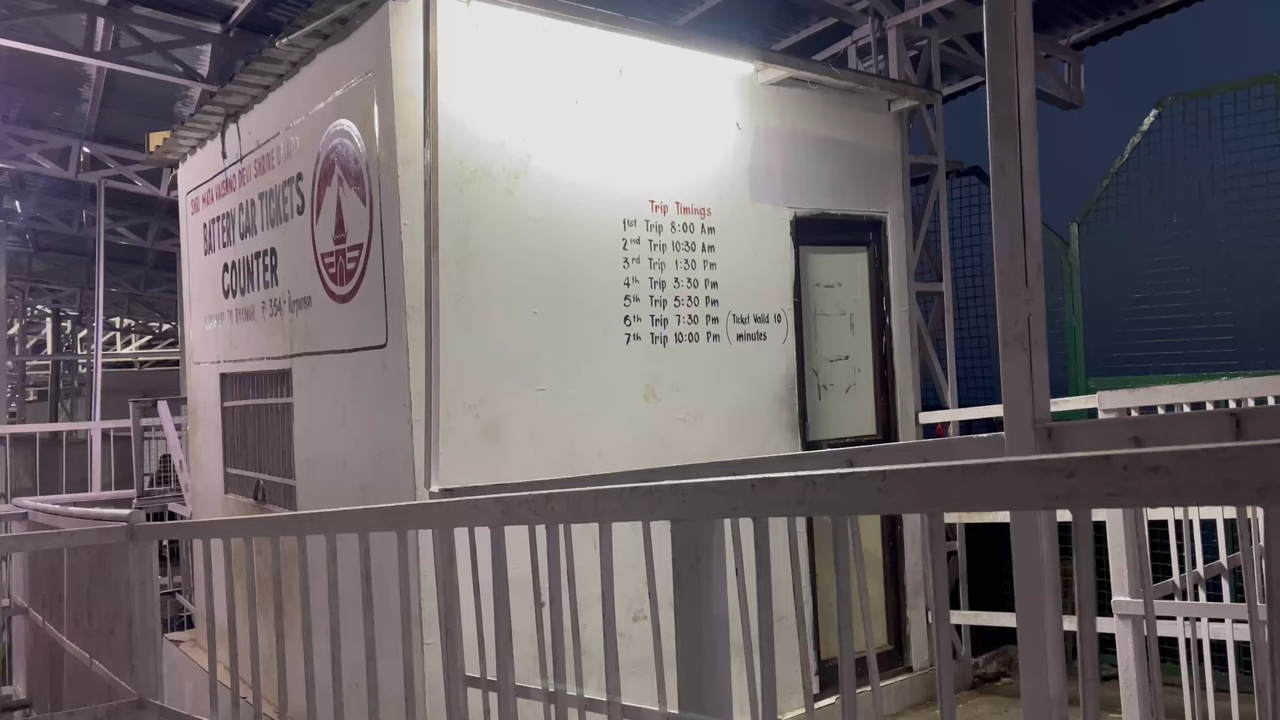 SHRI MATA VAISHNO DEVI SHRINE
BATTERY CAR TICKETS
COUNTER
TO ₹ 354/- Perperson
Trip Timings
1st Trip 8:00 Am
2nd Trip 10:30 Am
3rd Trip 1:30 Pm
4th Trip 3:30 Pm
5th Trip 5:30 Pm
6th Trip 7:30 Pm (Ticket Valid 10
7th Trip 10:00 Pm minutes)